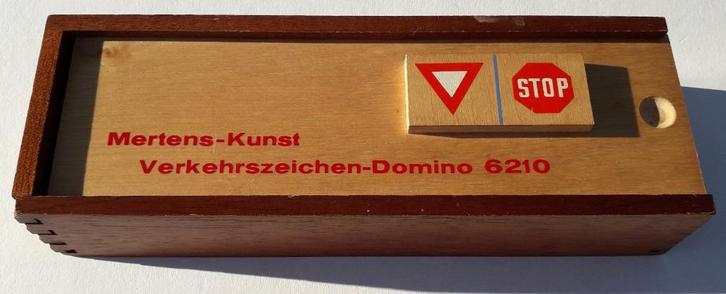 STOP
Mertens-Kunst
Verkehrszeichen-Domino 6210